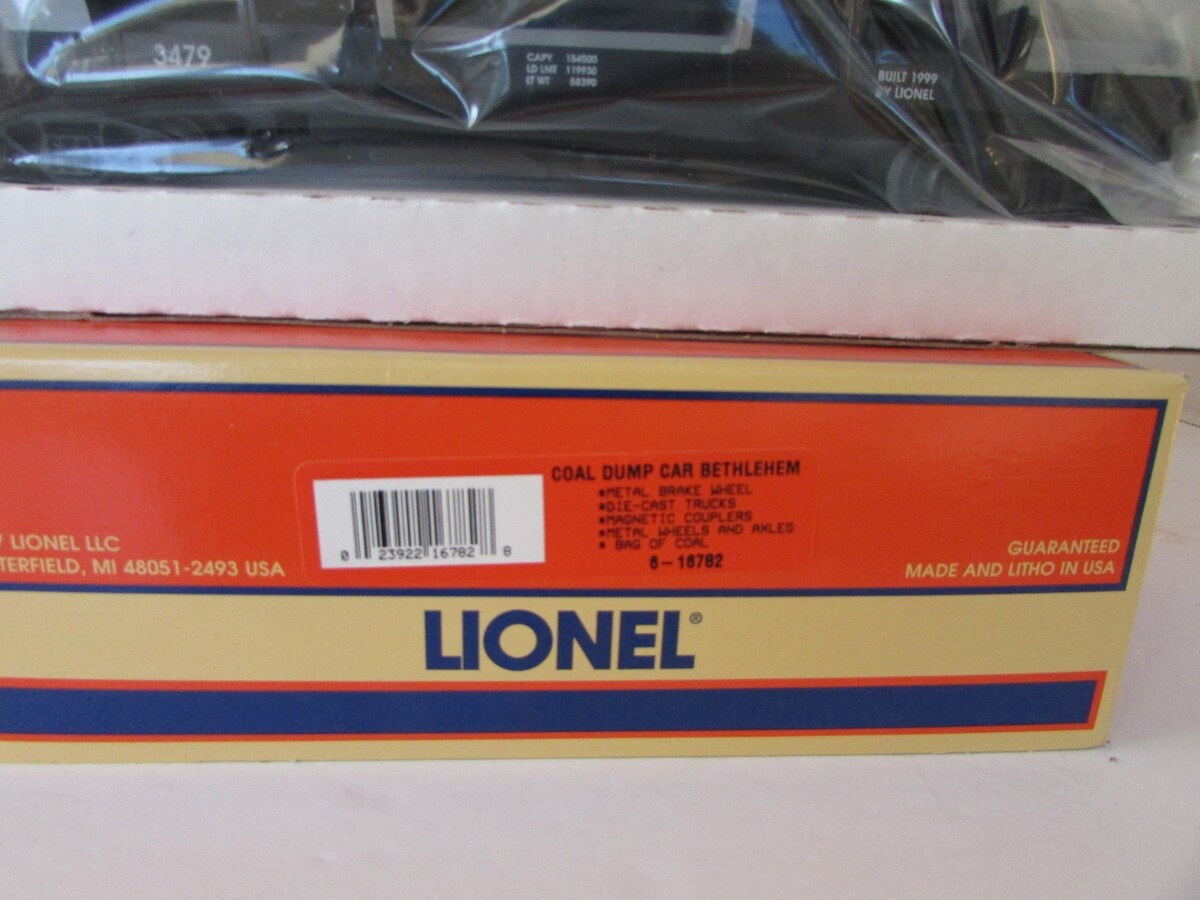 3479
CAPY 154500
LD LMT 119930
LT WT 58390
BUILT 1999
BY LIONEL
COAL DUMP CAR BETHLEHEM
*METAL BRAKE WHEEL
*DIE-CAST TRUCKS
*MAGNETIC COUPLERS
*METAL WHEELS AND AXLES
* BAG OF COAL
6-16782
0 23922 16782 8
LIONEL LLC
TERFIELD, MI 48051-2493 USA
GUARANTEED
MADE AND LITHO IN USA
LIONEL®